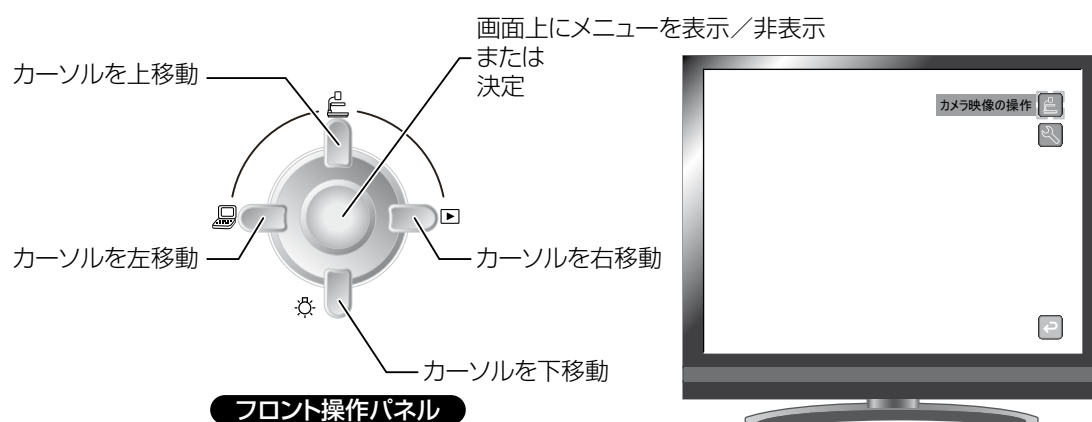 画面上にメニューを表示／非表示
または
決定
カーソルを上移動
カメラ映像の操作
カーソルを左移動
カーソルを右移動
カーソルを下移動
フロント操作パネル